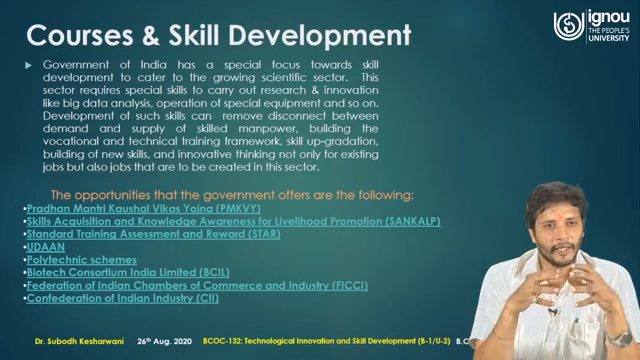 ignou
THE PEOPLE'S
UNIVERSITY
Courses & Skill Development
Government of India has a special focus towards skill
development to cater to the growing scientific sector. This
sector requires special skills to carry out research & innovation
like big data analysis, operation of special equipment and so on.
Development of such skills can remove disconnect between
demand and supply of skilled manpower, building the
vocational and technical training framework, skill up-gradation,
building of new skills, and innovative thinking not only for existing
jobs but also jobs that are to be created in this sector.
The opportunities that the government offers are the following:
•Pradhan Mantri Kaushal Vikas Yojna (PMKVY)
•Skills Acquisition and Knowledge Awareness for Livelihood Promotion (SANKALP)
•Standard Training Assessment and Reward (STAR)
•UDAAN
•Polytechnic schemes
•Biotech Consortium India Limited (BCIL)
•Federation of Indian Chambers of Commerce and Industry (FICCI)
•Confederation of Indian Industry (CII)
Dr. Subodh Kesharwani 26th Aug. 2020 BCOC-132: Technological Innovation and Skill Development (B-1/U-2) B.C